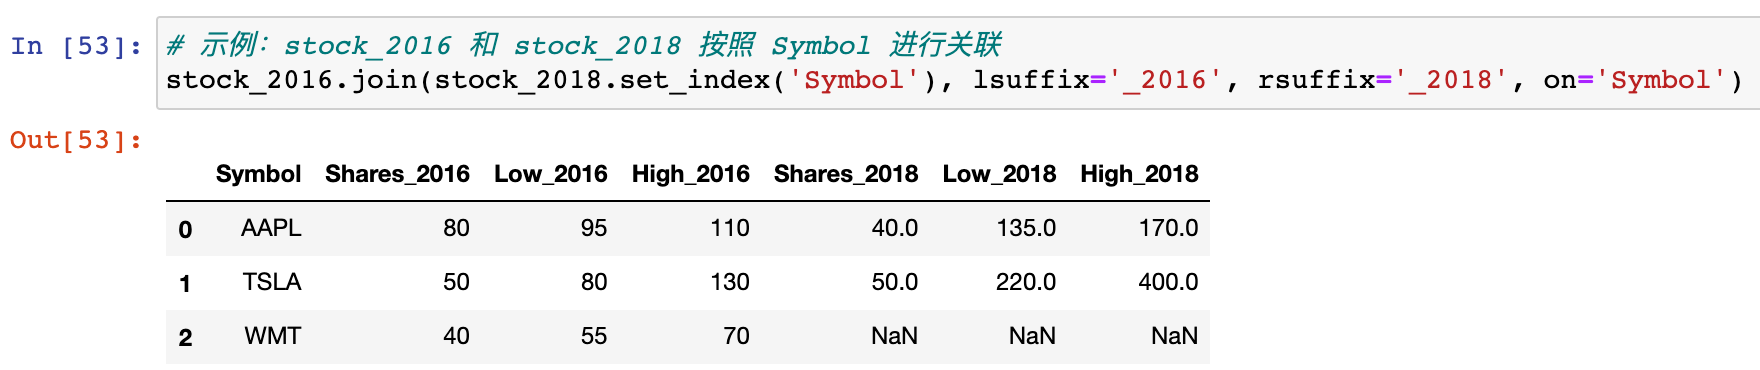 In [53]: # 示例：stock_2016 和 stock_2018 按照 Symbol 进行关联
stock_2016.join(stock_2018.set_index('Symbol'), lsuffix='_2016', rsuffix='_2018', on='Symbol')
Out[53]:
Symbol Shares_2016 Low_2016 High_2016 Shares_2018 Low_2018 High_2018
0 AAPL 80 95 110 40.0 135.0 170.0
1 TSLA 50 80 130 50.0 220.0 400.0
2 WMT 40 55 70 NaN NaN NaN